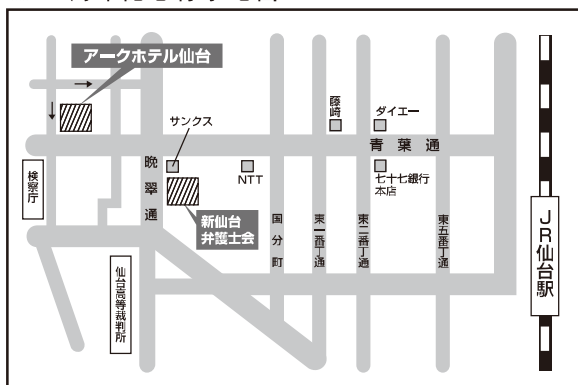 アークホテル仙台
サンクス
藤崎
ダイエー
青葉通
晩翠通
NTT
七十七銀行
本店
検察庁
新仙台
弁護士会
国分町
東一番丁通
東二番丁通
東五番丁通
JR仙台駅
仙台高等裁判所